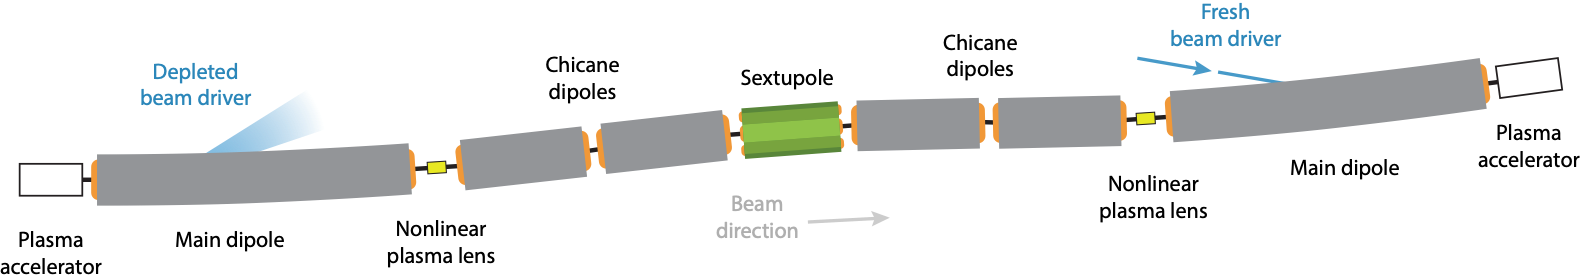 Depleted
beam driver
Chicane
dipoles
Sextupole
Chicane
dipoles
Fresh
beam driver
Plasma
accelerator
Main dipole
Nonlinear
plasma lens
Beam
direction
Nonlinear
plasma lens
Main dipole
Plasma
accelerator